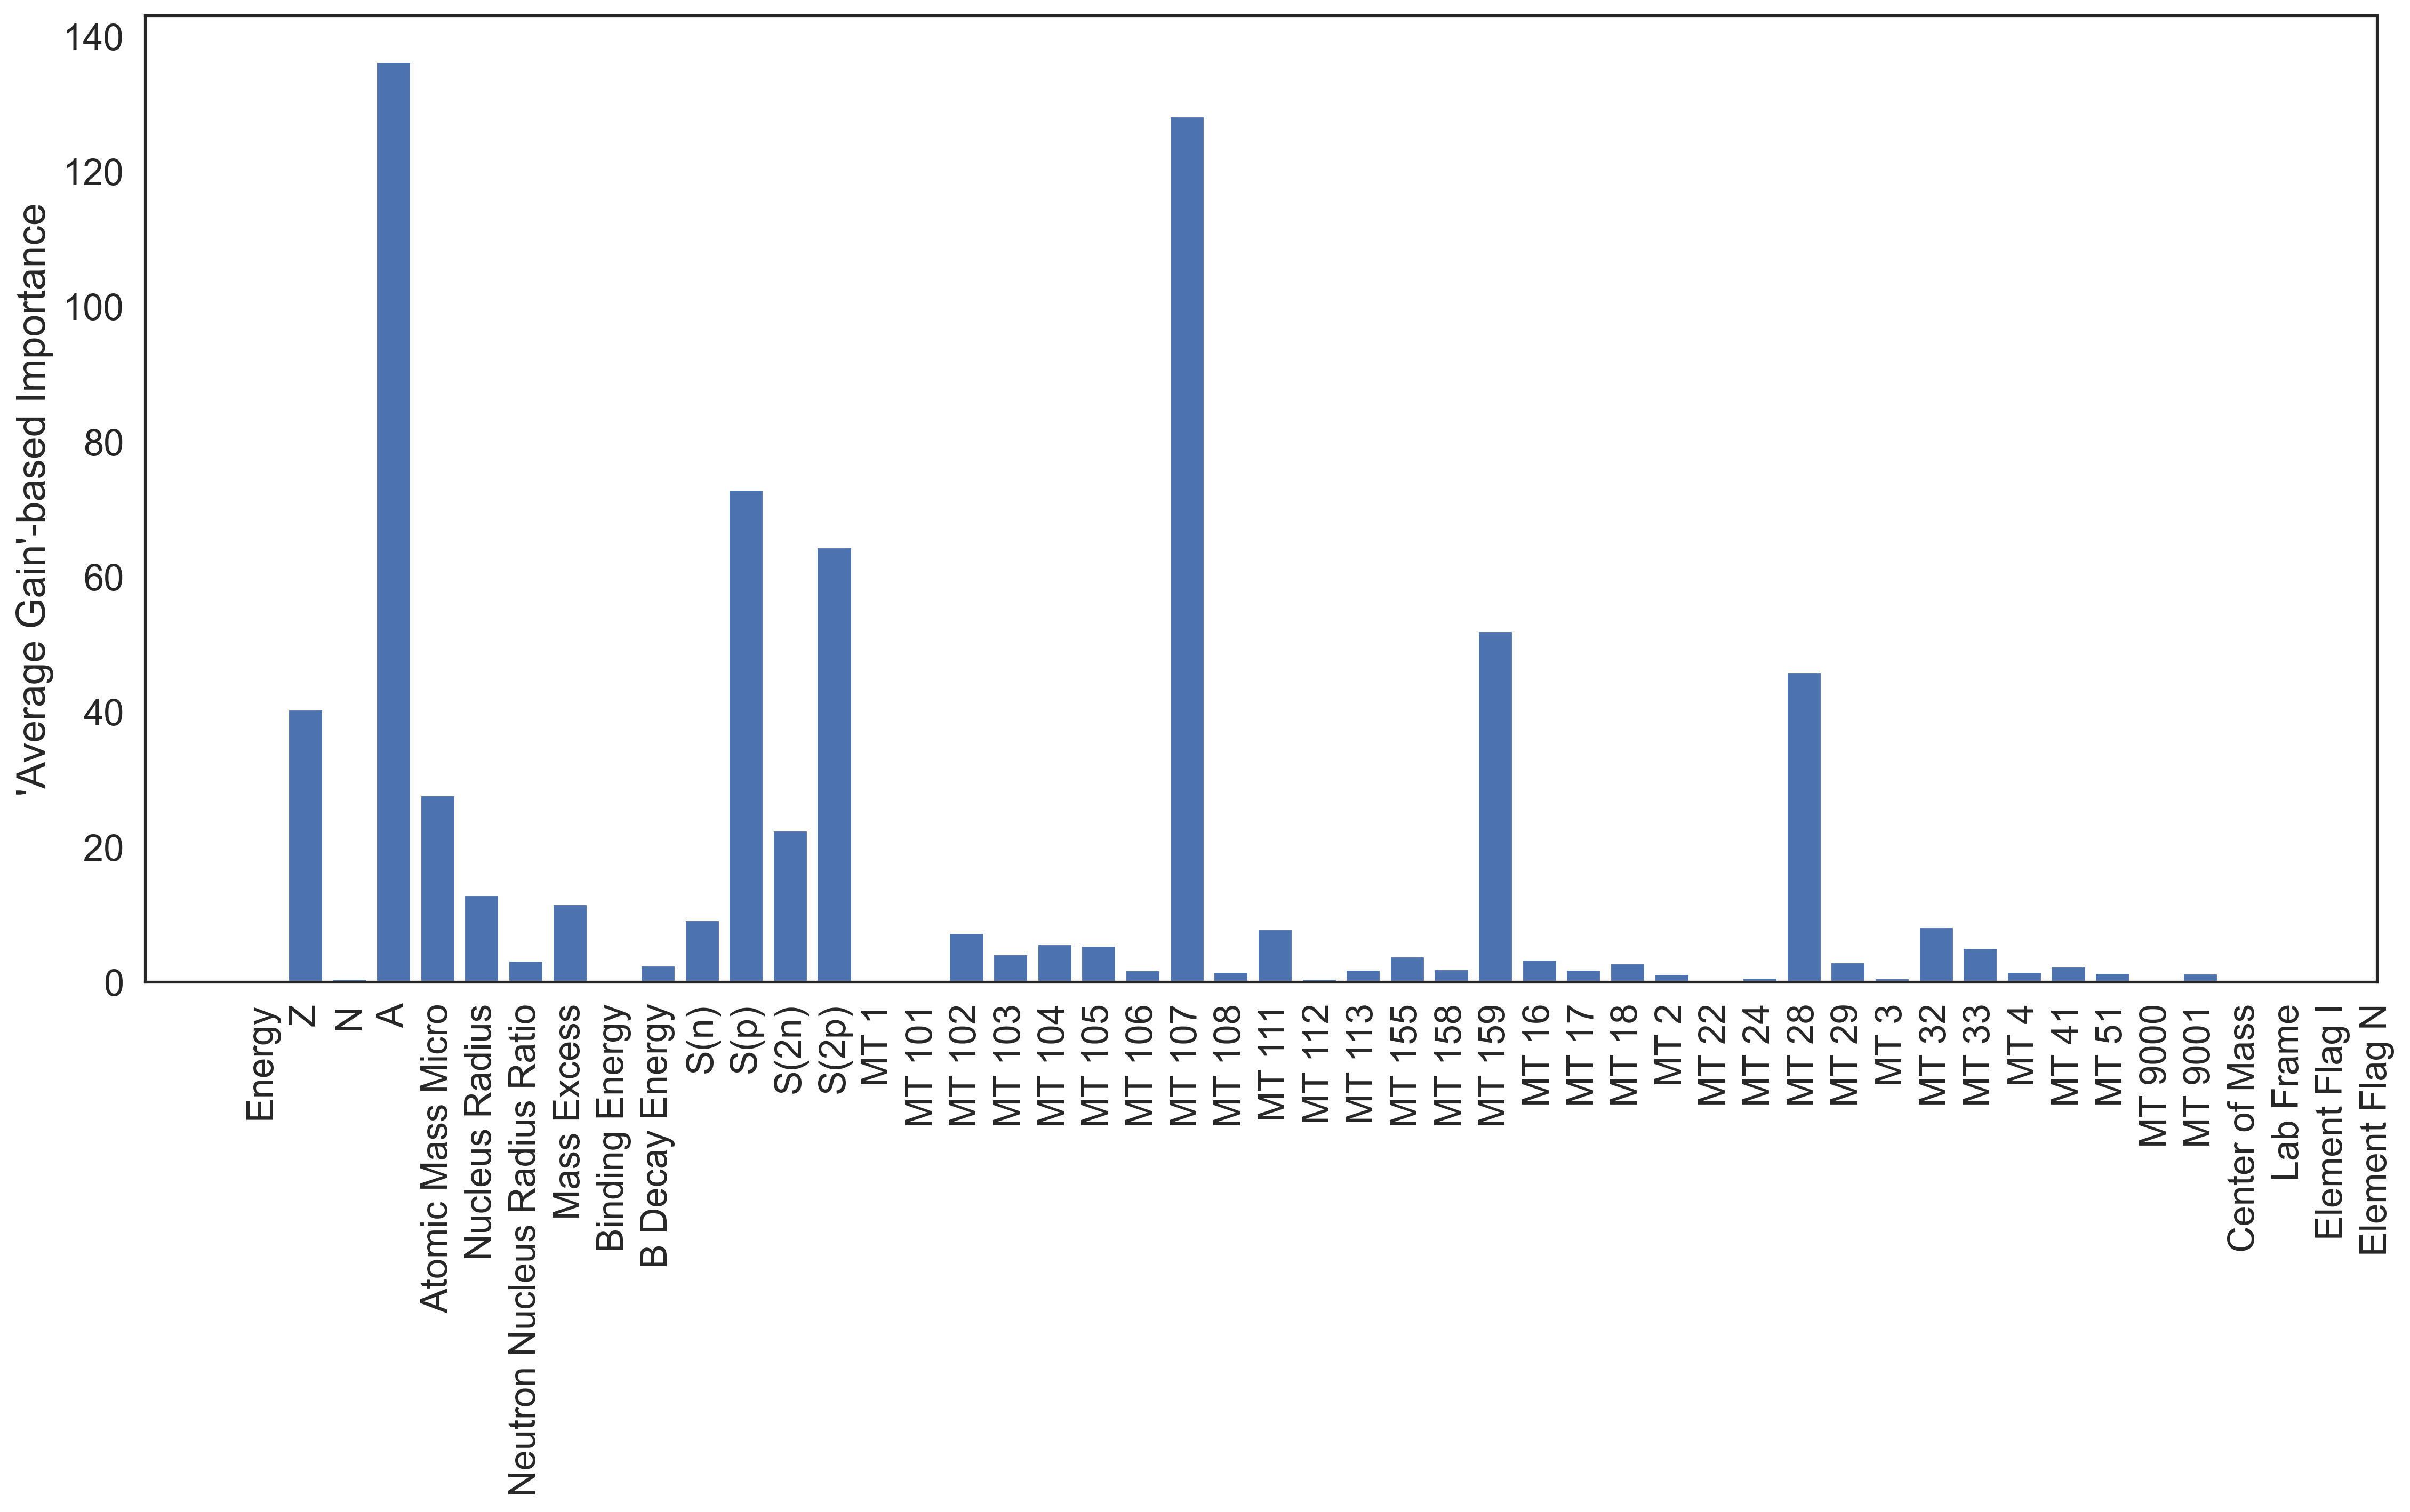 'Average Gain'-based Importance
140
120
100
80
60
40
20
0
Energy
Z
N
A
Atomic Mass Micro
Nucleus Radius
Neutron Nucleus Radius Ratio
Mass Excess
Binding Energy
B Decay Energy
S(n)
S(p)
S(2n)
S(2p)
MT 1
MT 101
MT 102
MT 103
MT 104
MT 105
MT 106
MT 107
MT 108
MT 111
MT 112
MT 113
MT 155
MT 158
MT 159
MT 16
MT 17
MT 18
MT 2
MT 22
MT 24
MT 28
MT 29
MT 3
MT 32
MT 33
MT 4
MT 41
MT 51
MT 9000
MT 9001
Center of Mass
Lab Frame
Element Flag I
Element Flag N